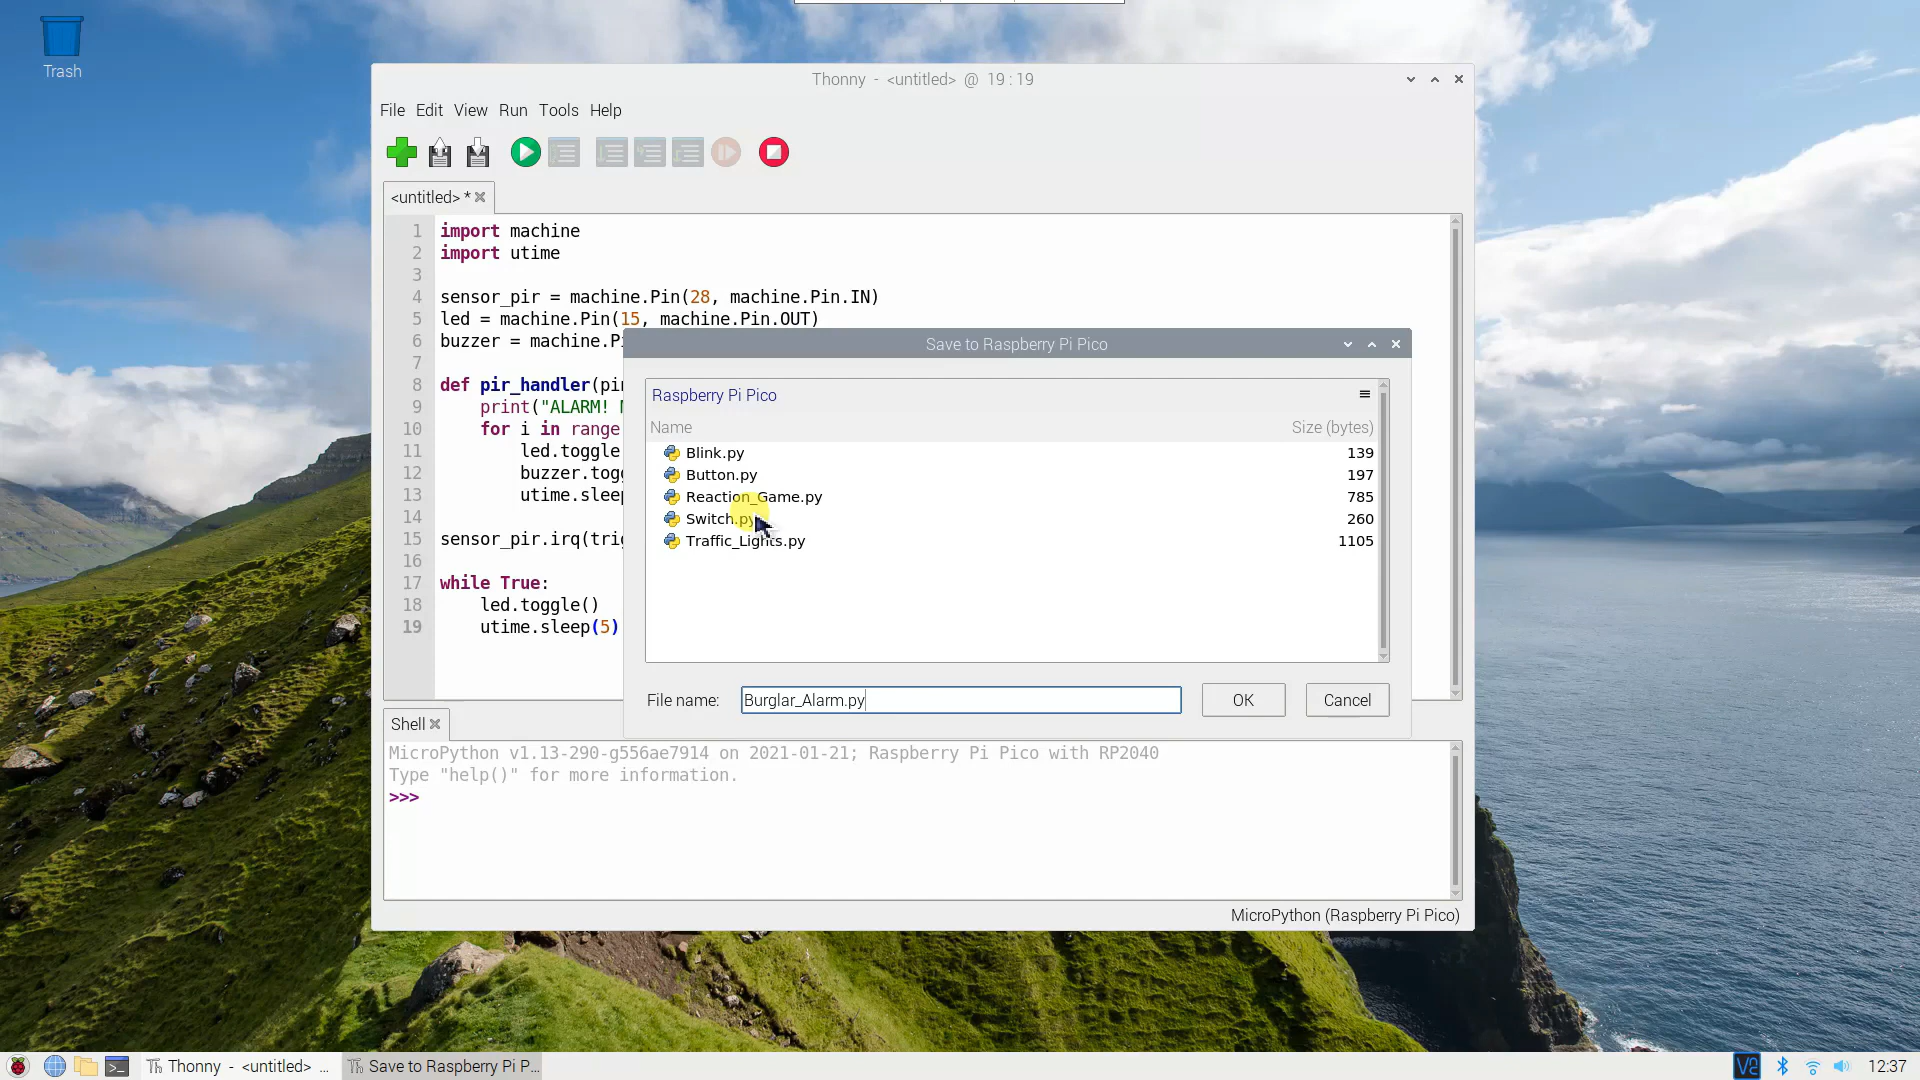 Trash
Thonny - <untitled> @ 19:19
File Edit View Run Tools Help
<untitled> *
1 import machine
2 import utime
3
4 sensor_pir = machine.Pin(28, machine.Pin.IN)
5 led = machine.Pin(15, machine.Pin.OUT)
6 buzzer = machine.P
7
8 def pir_handler(pin
9 print("ALARM!
10 for i in range
11 led.toggle
12 buzzer.togg
13 utime.sleep
14
15 sensor_pir.irq(trig
16
17 while True:
18 led.toggle()
19 utime.sleep(5)
Save to Raspberry Pi Pico
Raspberry Pi Pico
Name Size (bytes)
Blink.py 139
Button.py 197
Reaction_Game.py 785
Switch.py 260
Traffic_Lights.py 1105
File name: Burglar_Alarm.py OK Cancel
Shell
MicroPython v1.13-290-g556ae7914 on 2021-01-21; Raspberry Pi Pico with RP2040
Type "help()" for more information.
>>>
MicroPython (Raspberry Pi Pico)
Thonny - <untitled> ... Save to Raspberry Pi P... 12:37